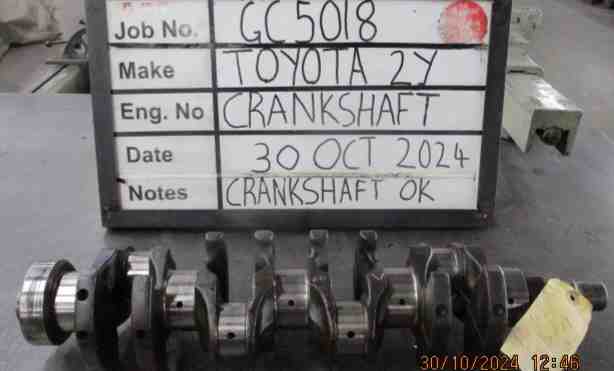 Job No. GC5018
Make TOYOTA 2Y
Eng. No CRANKSHAFT
Date 30 OCT 2024
Notes CRANKSHAFT OK
30/10/2024 12:46